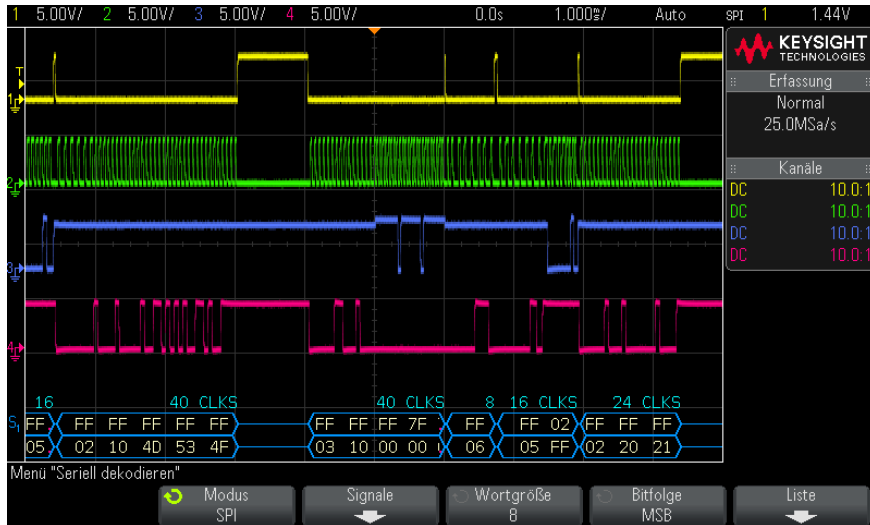 1 5.00V/ 2 5.00V/ 3 5.00V/ 4 5.00V/ 0.0s 1.000ms/ Auto SPI 1 1.44V
KEYSIGHT
TECHNOLOGIES
Erfassung
Normal
25.0MSa/s
Kanäle
DC 10.0:1
DC 10.0:1
DC 10.0:1
DC 10.0:1
T
1
2
3
4
16 40 CLKS 40 CLKS 8 16 CLKS 24 CLKS
S1 FF FF FF FF FF FF FF FF FF 7F FF FF 02 FF FF FF
05 02 10 4D 53 4F 03 10 00 00 06 05 FF 02 20 21
Menü "Seriell dekodieren"
Modus Signale Wortgröße Bitfolge Liste
SPI 8 MSB